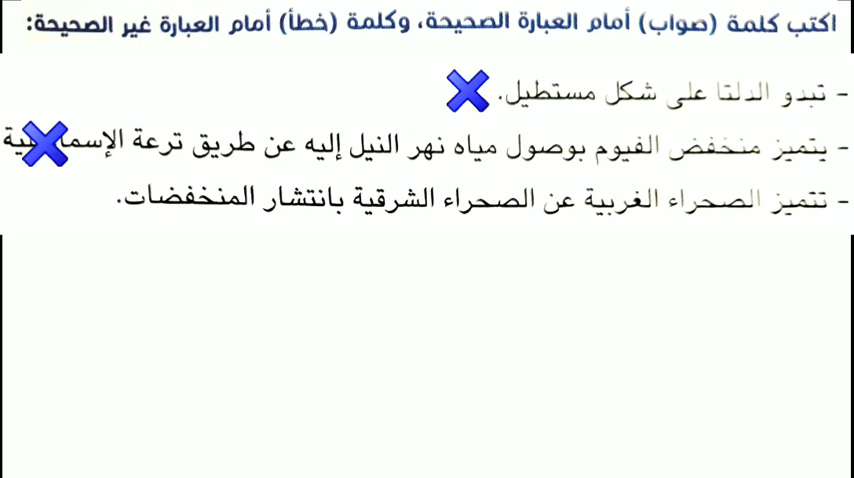 اكتب كلمة (صواب) أمام العبارة الصحيحة، وكلمة (خطأ) أمام العبارة غير الصحيحة:
- تبدو الدلتا على شكل مستطيل.
- يتميز منخفض الفيوم بوصول مياه نهر النيل إليه عن طريق ترعة
- تتميز الصحراء الغربية عن الصحراء الشرقية بانتشار المنخفضات.